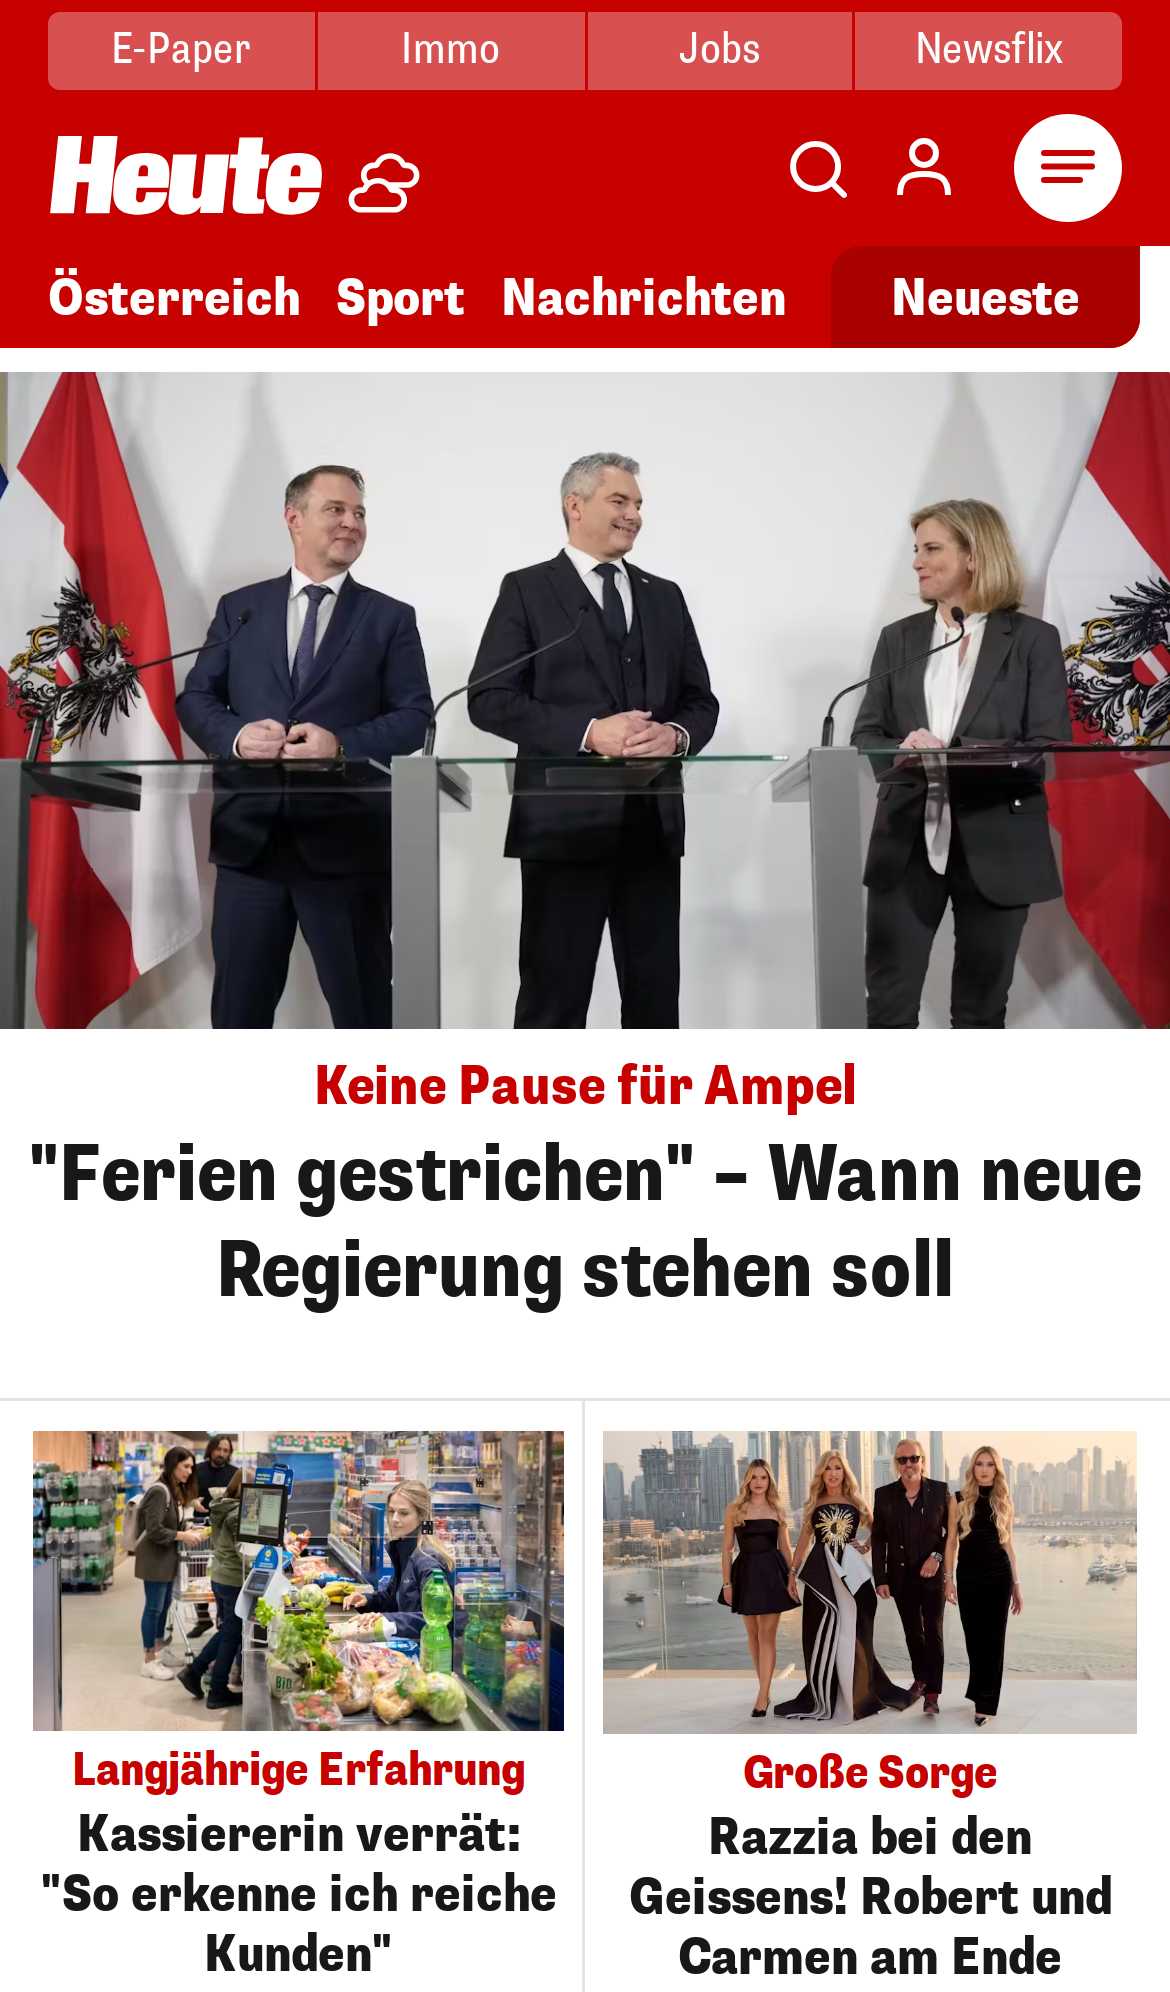 E-Paper
Immo
Jobs
Newsflix
Heute
Österreich
Sport
Nachrichten
Neueste
Keine Pause für Ampel
"Ferien gestrichen" – Wann neue
Regierung stehen soll
Langjährige Erfahrung
Kassiererin verrät:
"So erkenne ich reiche
Kunden"
Große Sorge
Razzia bei den
Geissens! Robert und
Carmen am Ende